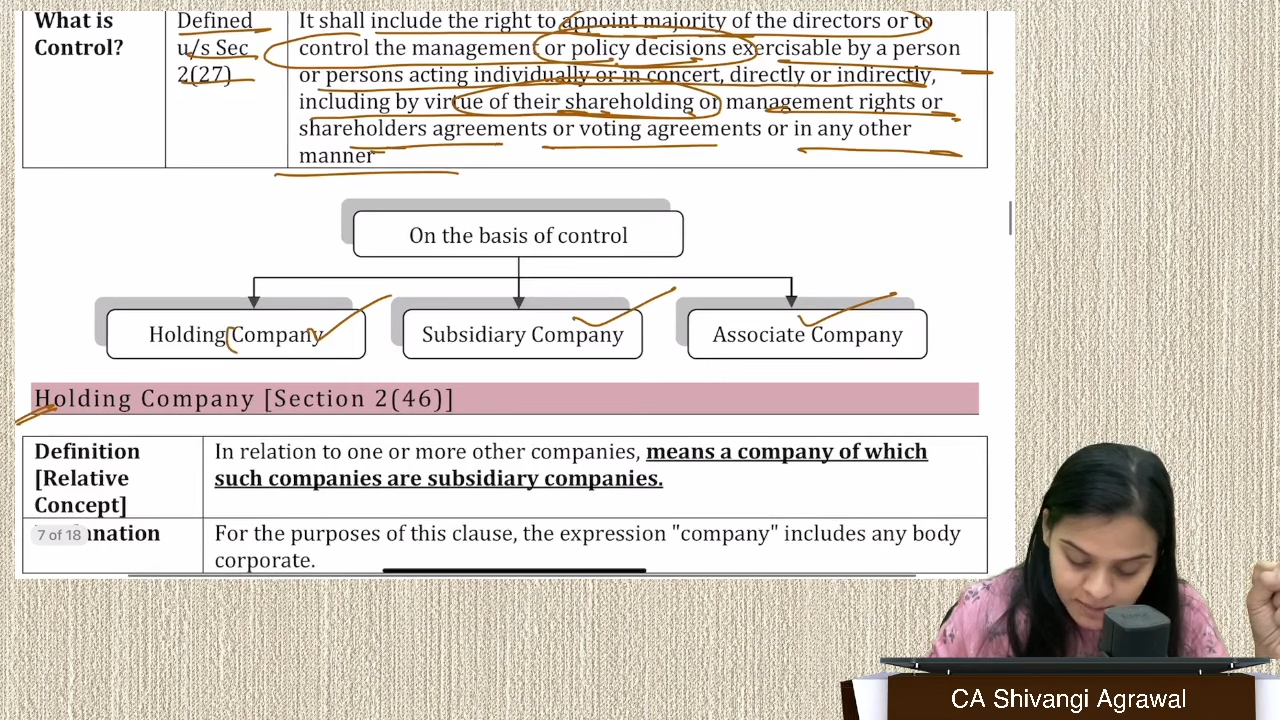 What is
Control?
Defined
u/s Sec
2(27)
It shall include the right to appoint majority of the directors or to
control the management or policy decisions exercisable by a person
or persons acting individually or in concert, directly or indirectly,
including by virtue of their shareholding or management rights or
shareholders agreements or voting agreements or in any other
manner
On the basis of control
Holding Company
Subsidiary Company
Associate Company
Holding Company [Section 2(46)]
Definition
[Relative
Concept]
In relation to one or more other companies, means a company of which
such companies are subsidiary companies.
7 of 18
anation
For the purposes of this clause, the expression "company" includes any body
corporate.
CA Shivangi Agrawal